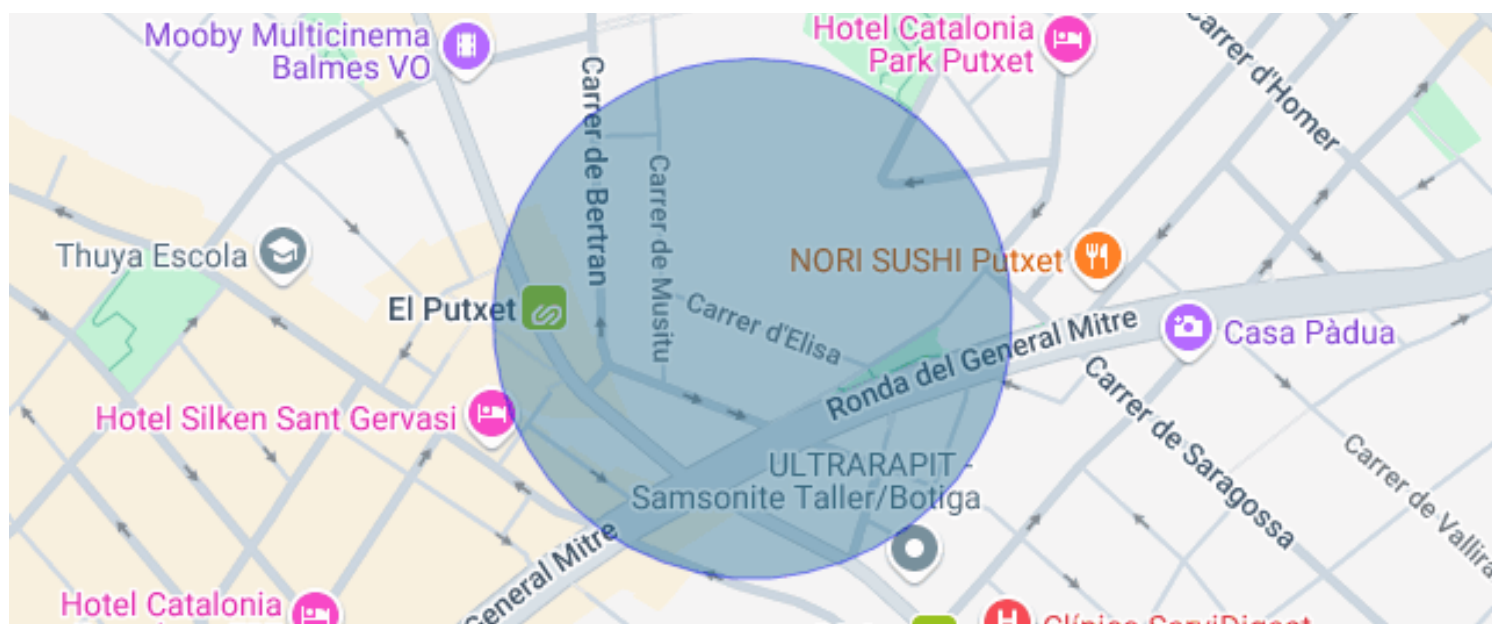 Mooby Multicinema
Balmes VO
Hotel Catalonia
Park Putxet
Carrer d'Homer
Carrer de Bertran
Carrer de Musitu
Thuya Escola
NORI SUSHI Putxet
El Putxet
Carrer d'Elisa
Ronda del General Mitre
Casa Pàdua
Hotel Silken Sant Gervasi
Carrer de Saragossa
Carrer de Vallira
ULTRARAPIT -
Samsonite Taller/Botiga
General Mitre
Hotel Catalonia
H
Clínica ServiDigest